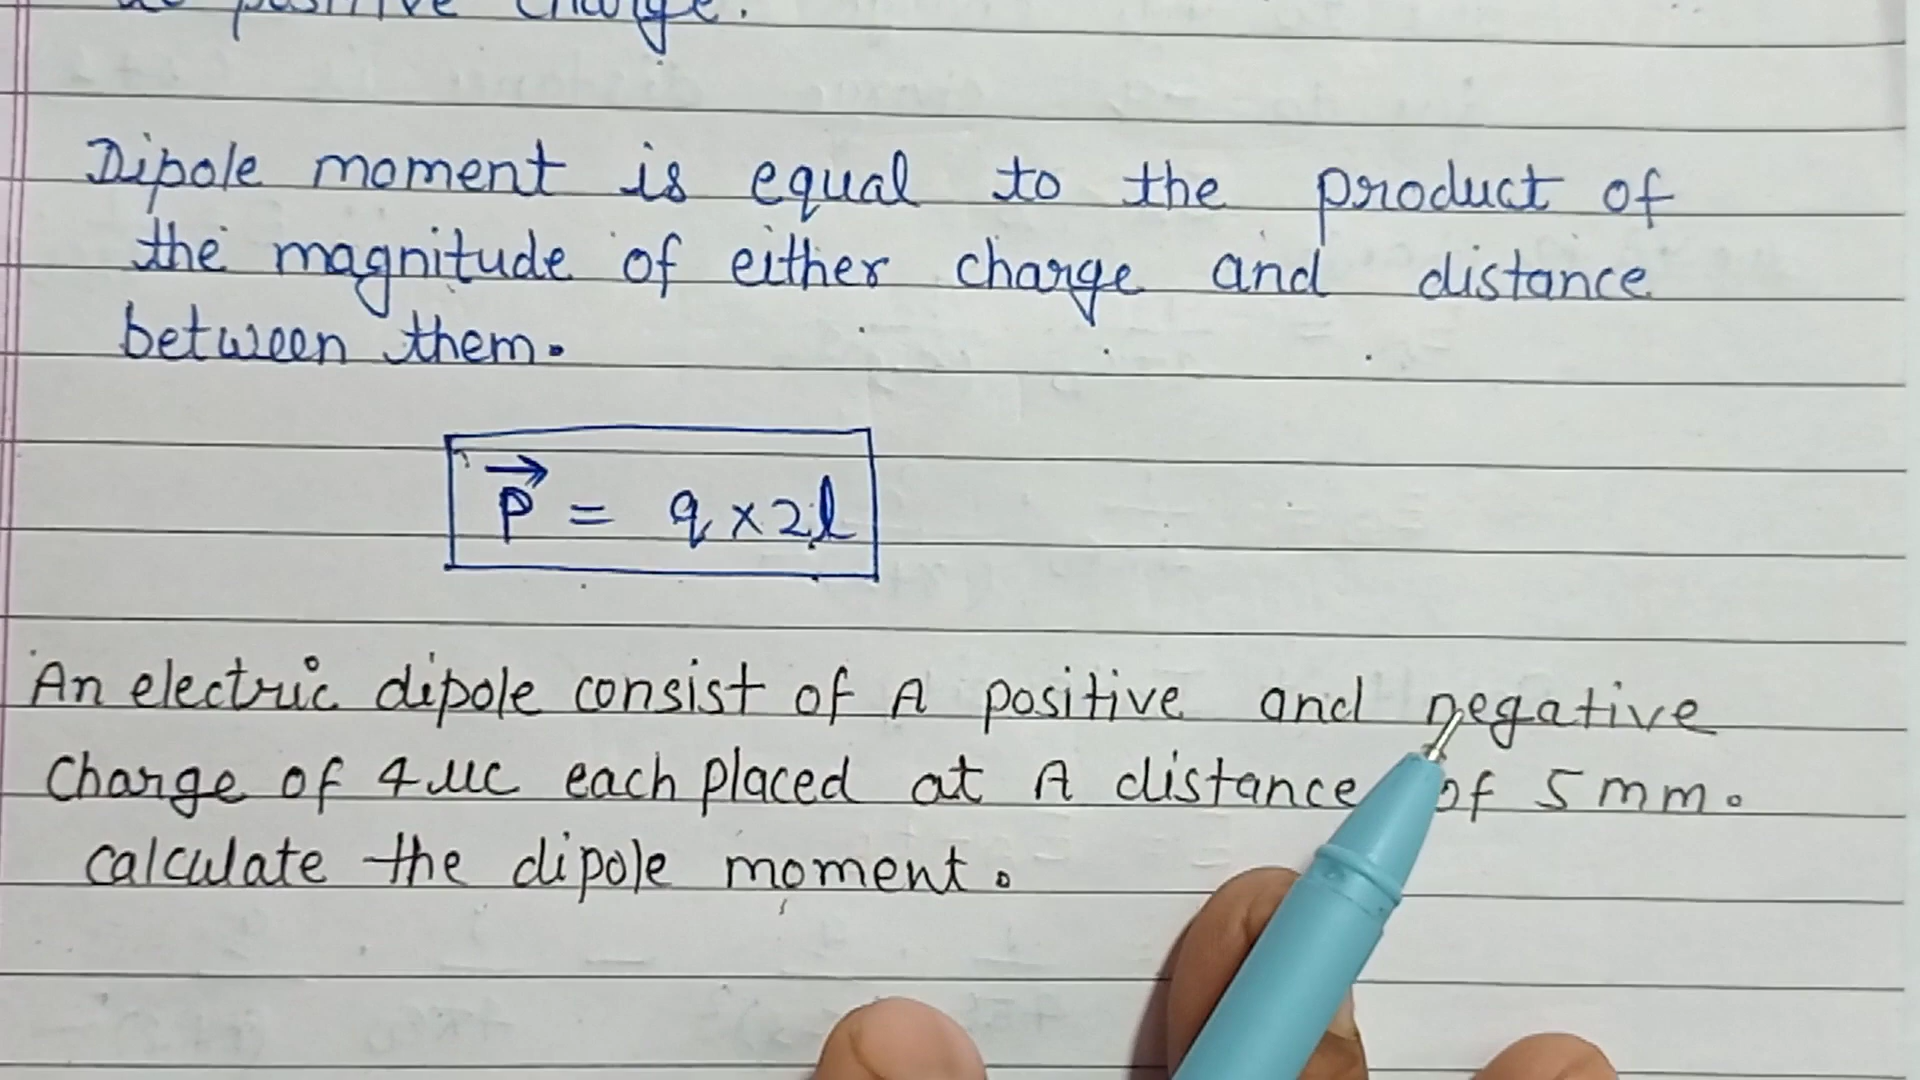 positive charge.
Dipole moment is equal to the product of
the magnitude of either charge and distance
between them.
P⃗ = q × 2l
An electric dipole consist of A positive and negative
charge of 4 μc each placed at A distance of 5 mm.
calculate the dipole moment.